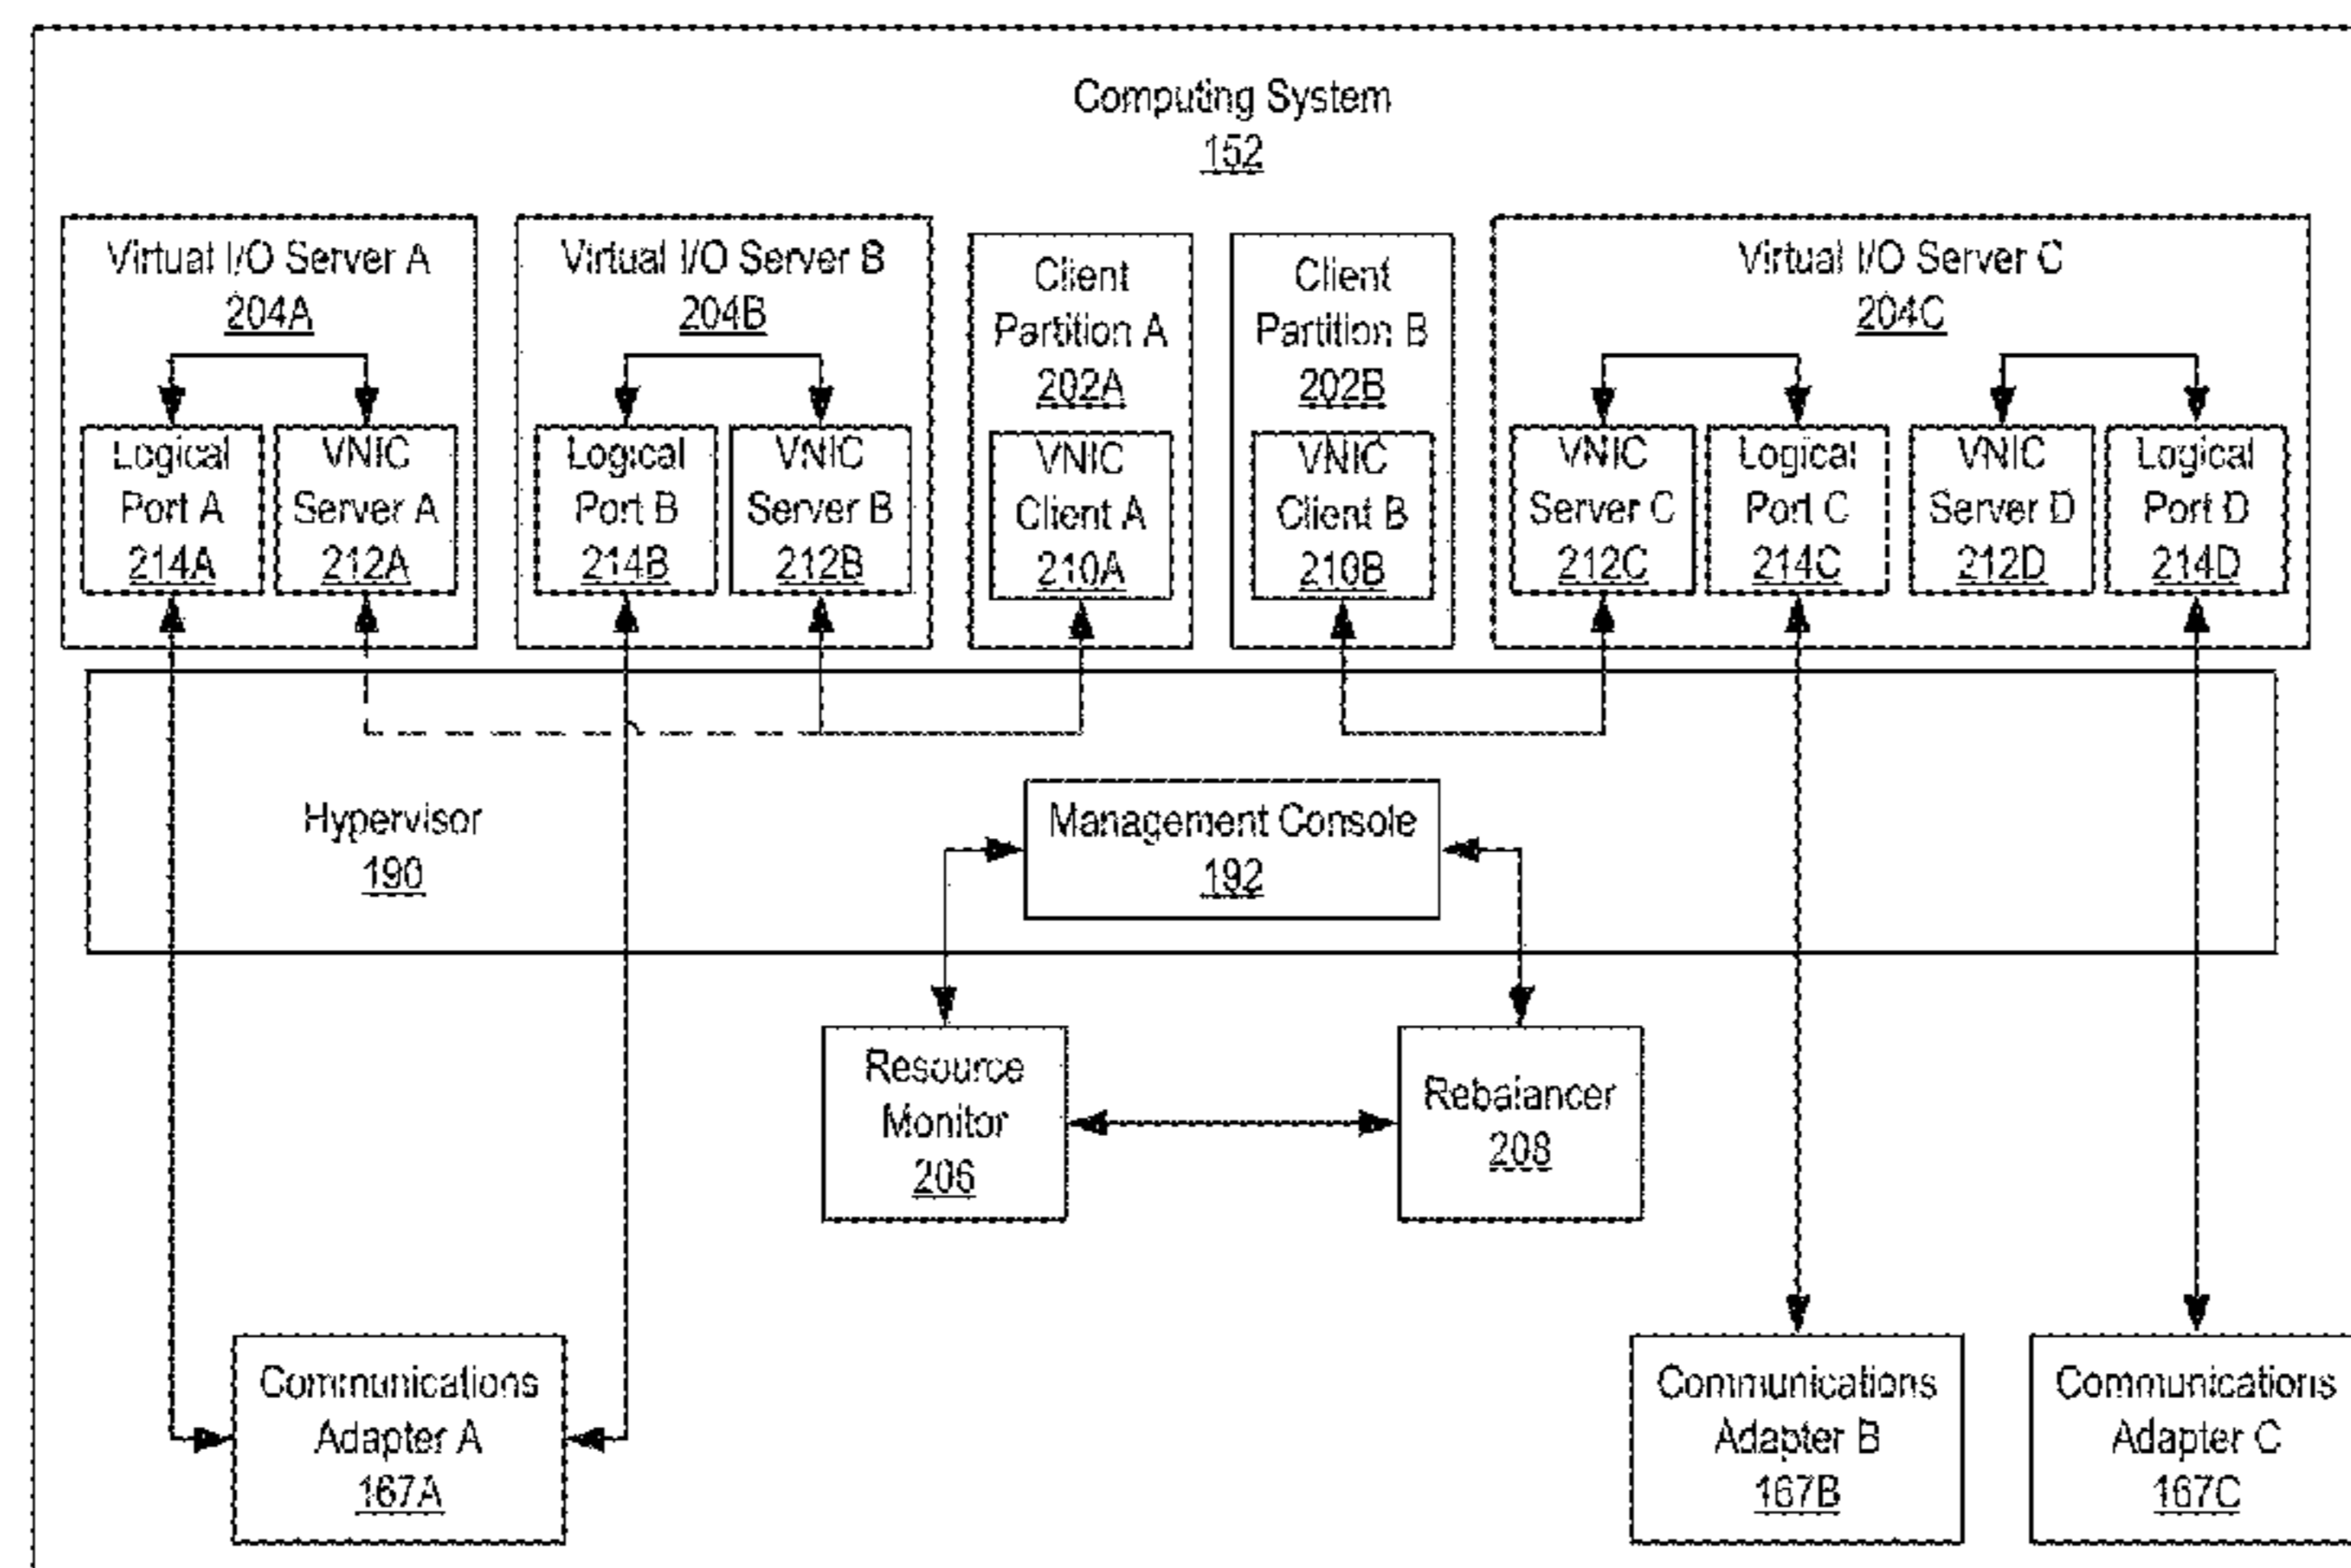 Computing System
152
Virtual I/O Server A
204A
Logical
Port A
214A
VNIC
Server A
212A
Virtual I/O Server B
204B
Logical
Port B
214B
VNIC
Server B
212B
Client
Partition A
202A
VNIC
Client A
210A
Client
Partition B
202B
VNIC
Client B
210B
Virtual I/O Server C
204C
VNIC
Server C
212C
Logical
Port C
214C
VNIC
Server D
212D
Logical
Port D
214D
Hypervisor
190
Management Console
192
Resource
Monitor
206
Rebalancer
208
Communications
Adapter A
167A
Communications
Adapter B
167B
Communications
Adapter C
167C